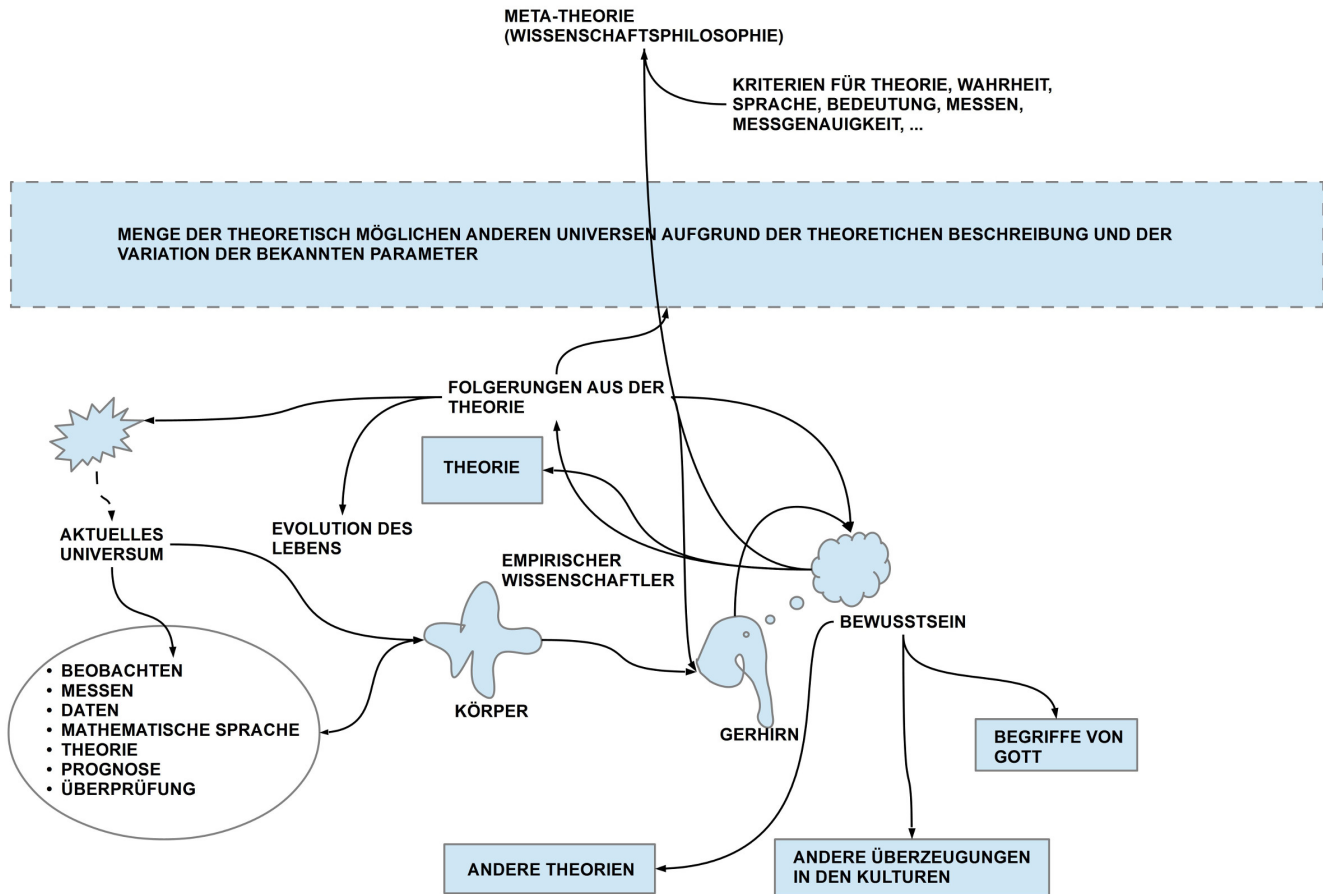 META-THEORIE
(WISSENSCHAFTSPHILOSOPHIE)
KRITERIEN FÜR THEORIE, WAHRHEIT,
SPRACHE, BEDEUTUNG, MESSEN,
MESSGENAUIGKEIT, ...
MENGE DER THEORETISCH MÖGLICHEN ANDEREN UNIVERSEN AUFGRUND DER THEORETICHEN BESCHREIBUNG UND DER
VARIATION DER BEKANNTEN PARAMETER
FOLGERUNGEN AUS DER
THEORIE
THEORIE
AKTUELLES
UNIVERSUM
EVOLUTION DES
LEBENS
EMPIRISCHER
WISSENSCHAFTLER
BEWUSSTSEIN
• BEOBACHTEN
• MESSEN
• DATEN
• MATHEMATISCHE SPRACHE
• THEORIE
• PROGNOSE
• ÜBERPRÜFUNG
KÖRPER
GERHIRN
BEGRIFFE VON
GOTT
ANDERE THEORIEN
ANDERE ÜBERZEUGUNGEN
IN DEN KULTUREN